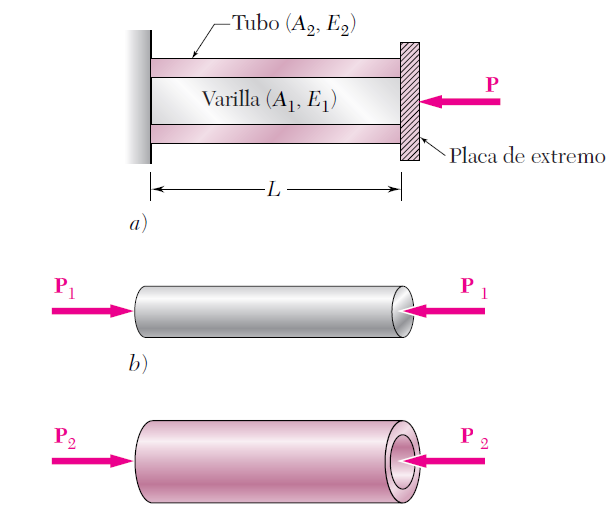 Tubo (A₂, E₂)
Varilla (A₁, E₁)
P
Placa de extremo
L
a)
P₁ P₁
b)
P₂ P₂